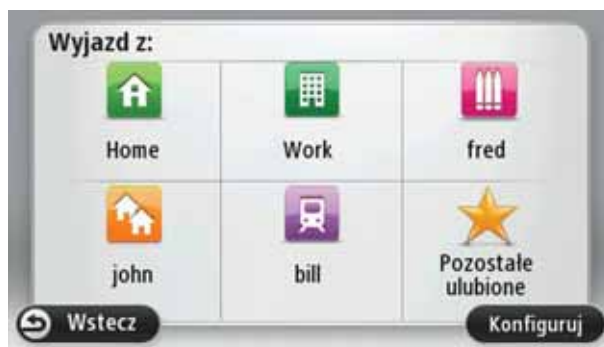 Wyjazd z:
Home
Work
fred
john
bill
Pozostałe
ulubione
Wstecz
Konfiguruj